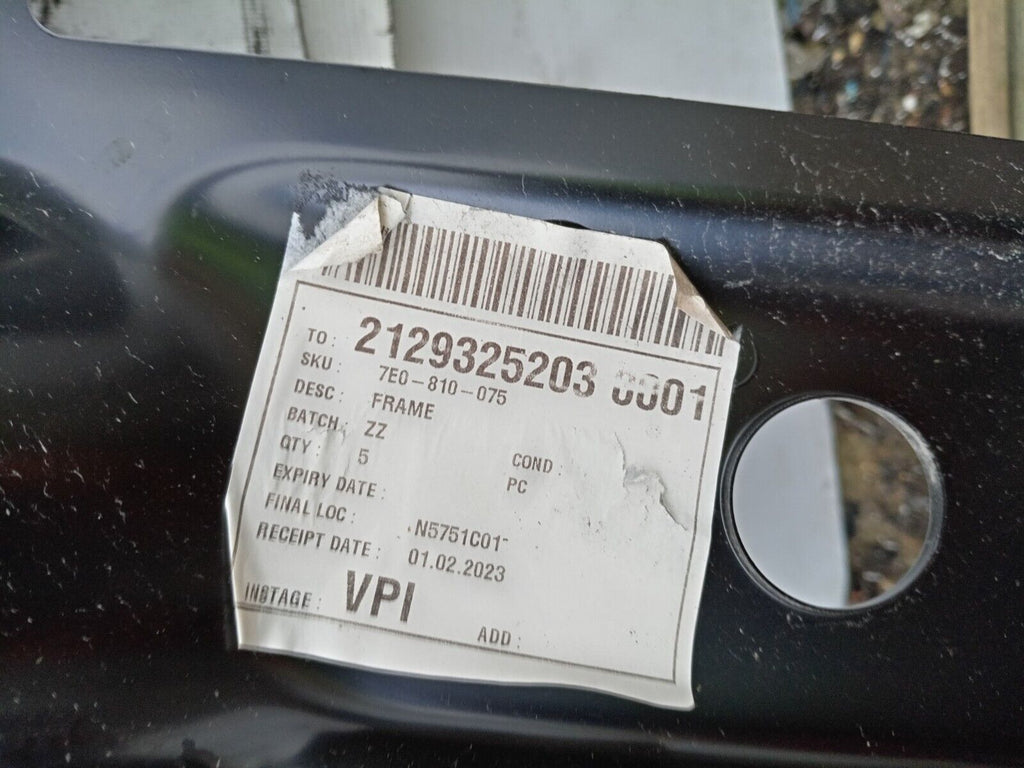 TO: 2129325203 0001
SKU: 7E0-810-075
DESC: FRAME
BATCH: ZZ
QTY: 5 COND:
EXPIRY DATE: PC
FINAL LOC: N5751C01
RECEIPT DATE: 01.02.2023
INSTAGE: VPI ADD: